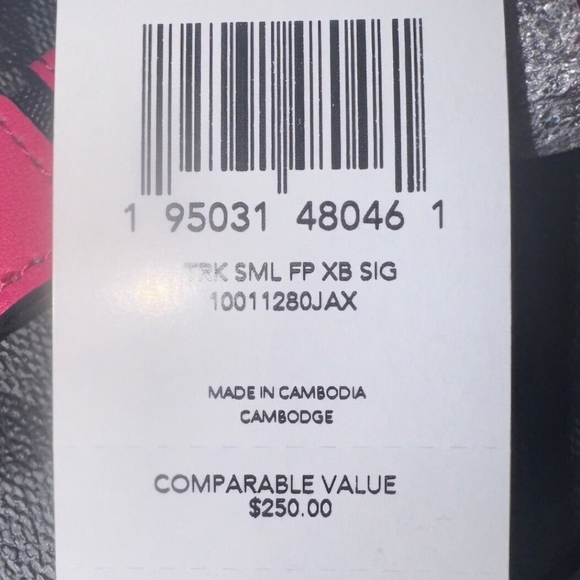 1 95031 48046 1
TRK SML FP XB SIG
10011280JAX
MADE IN CAMBODIA
CAMBODGE
COMPARABLE VALUE
$250.00